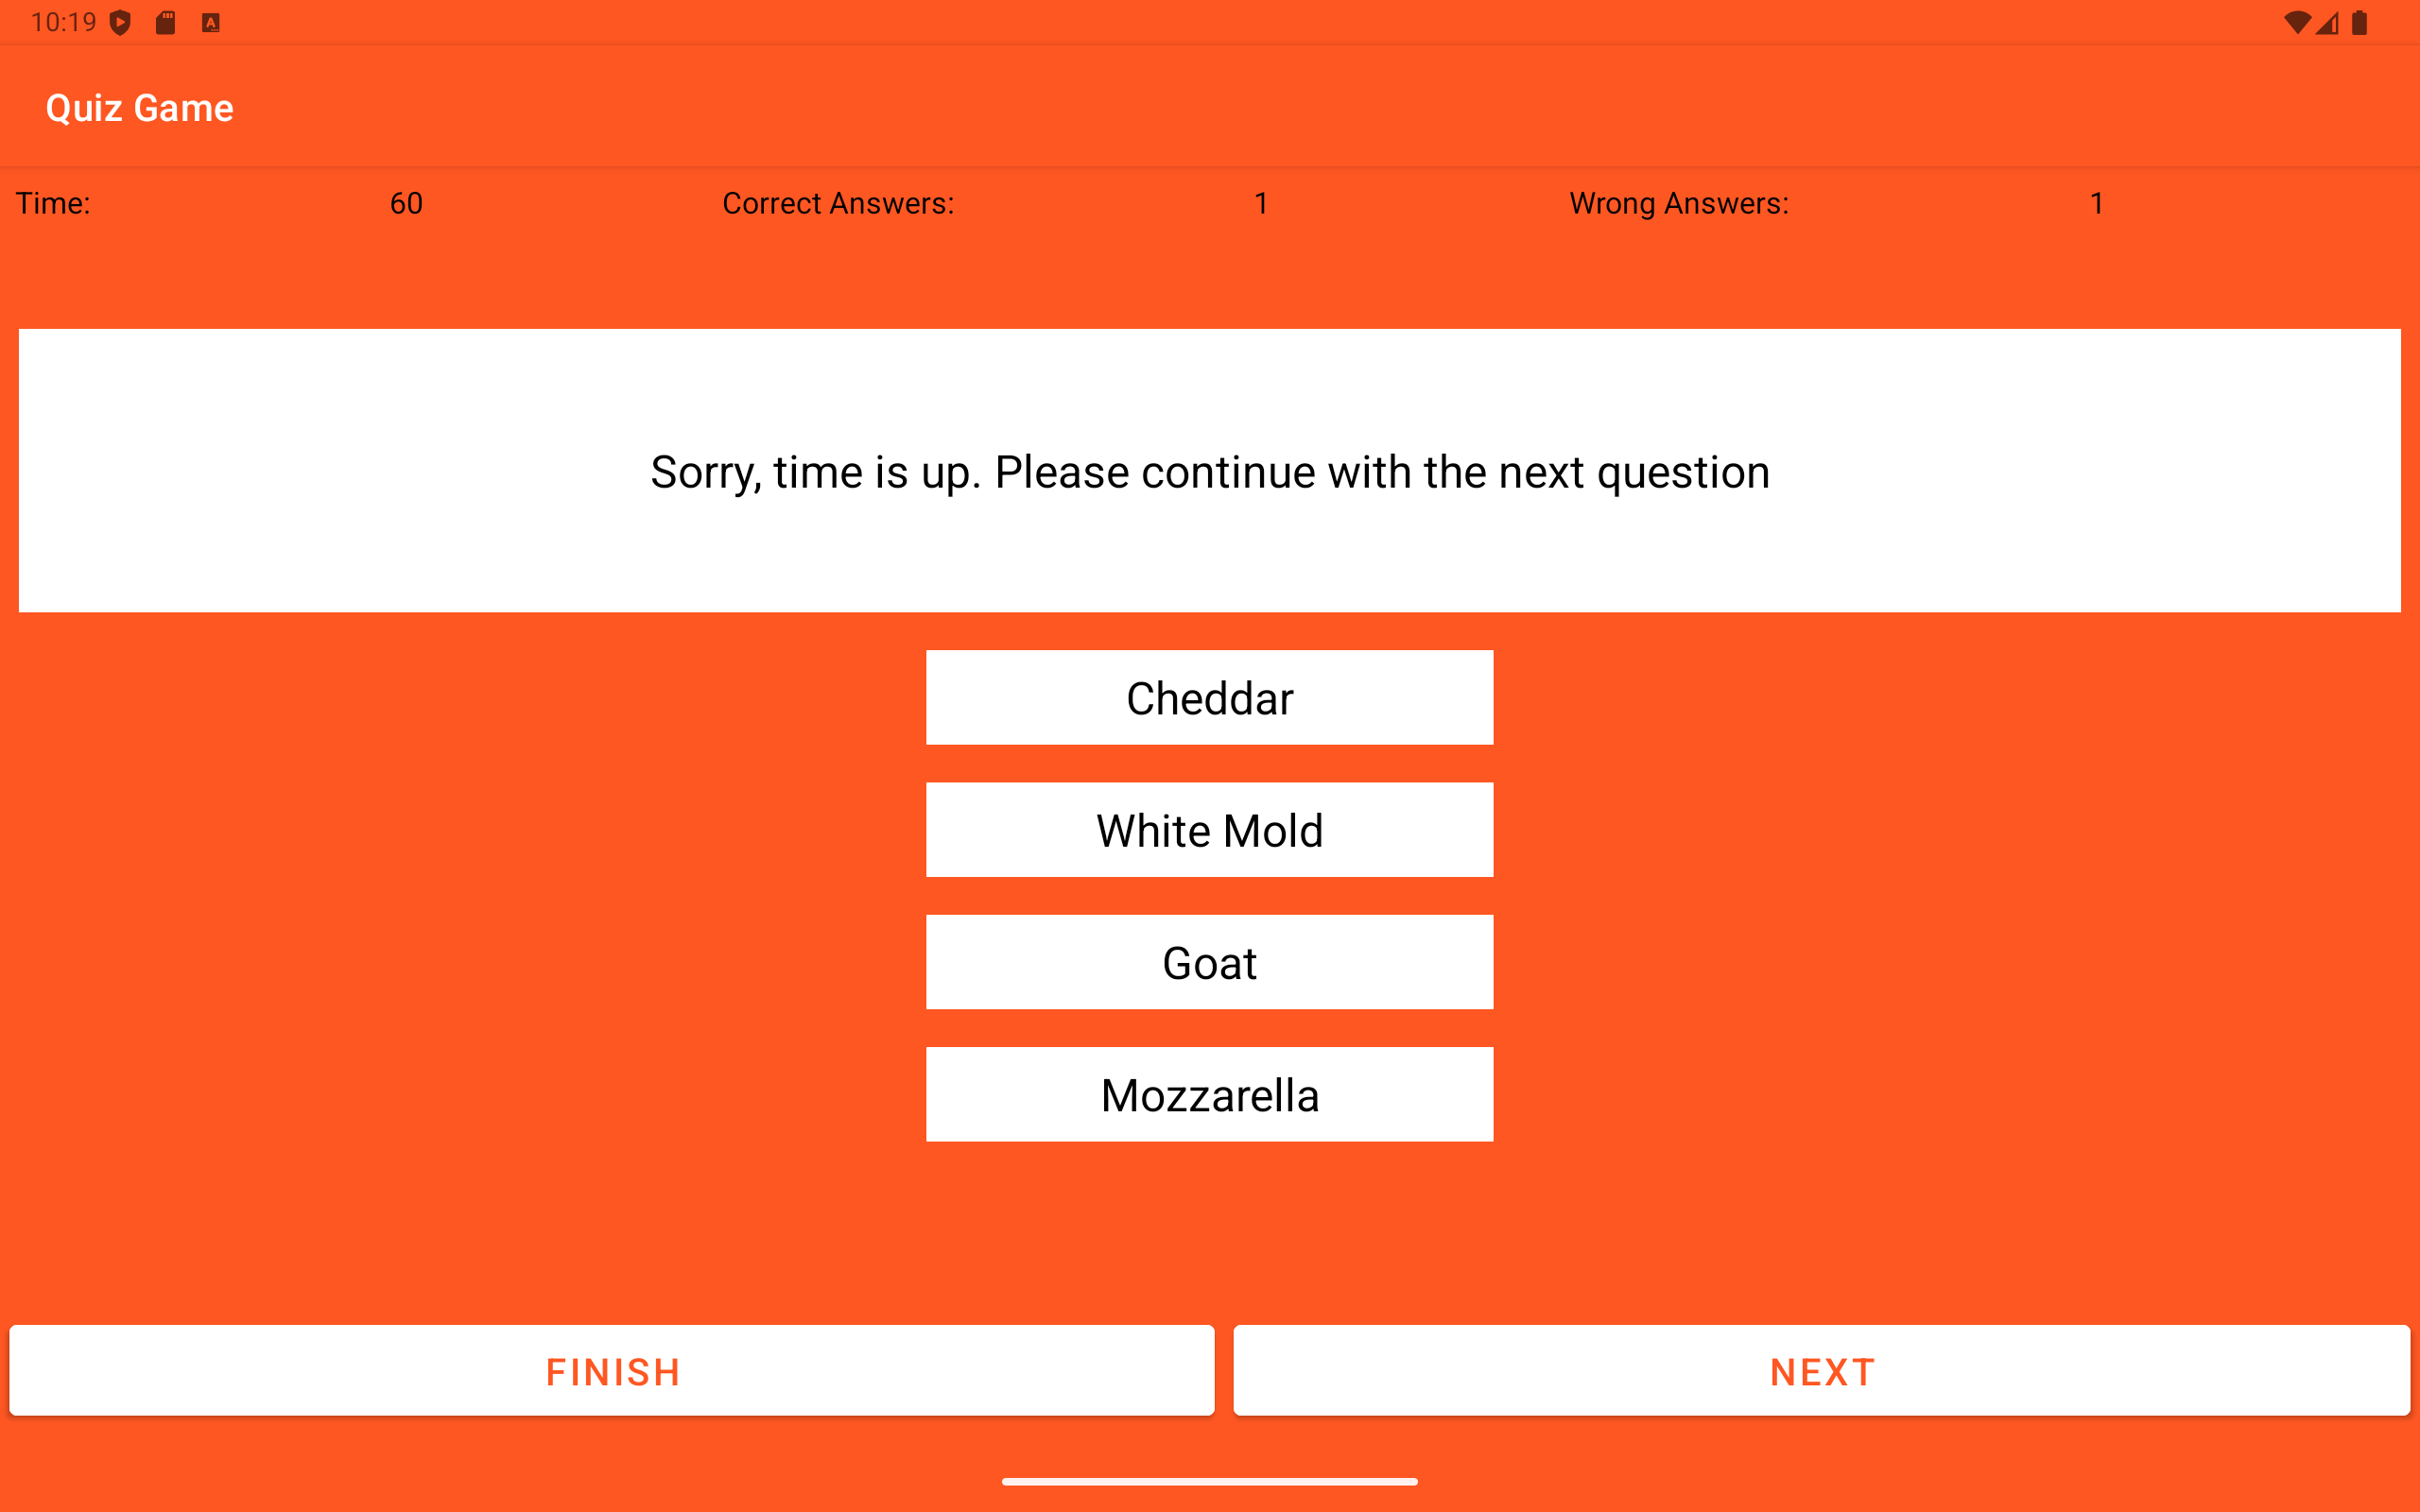 10:19
Quiz Game
Time: 60 Correct Answers: 1 Wrong Answers: 1
Sorry, time is up. Please continue with the next question
Cheddar
White Mold
Goat
Mozzarella
FINISH NEXT